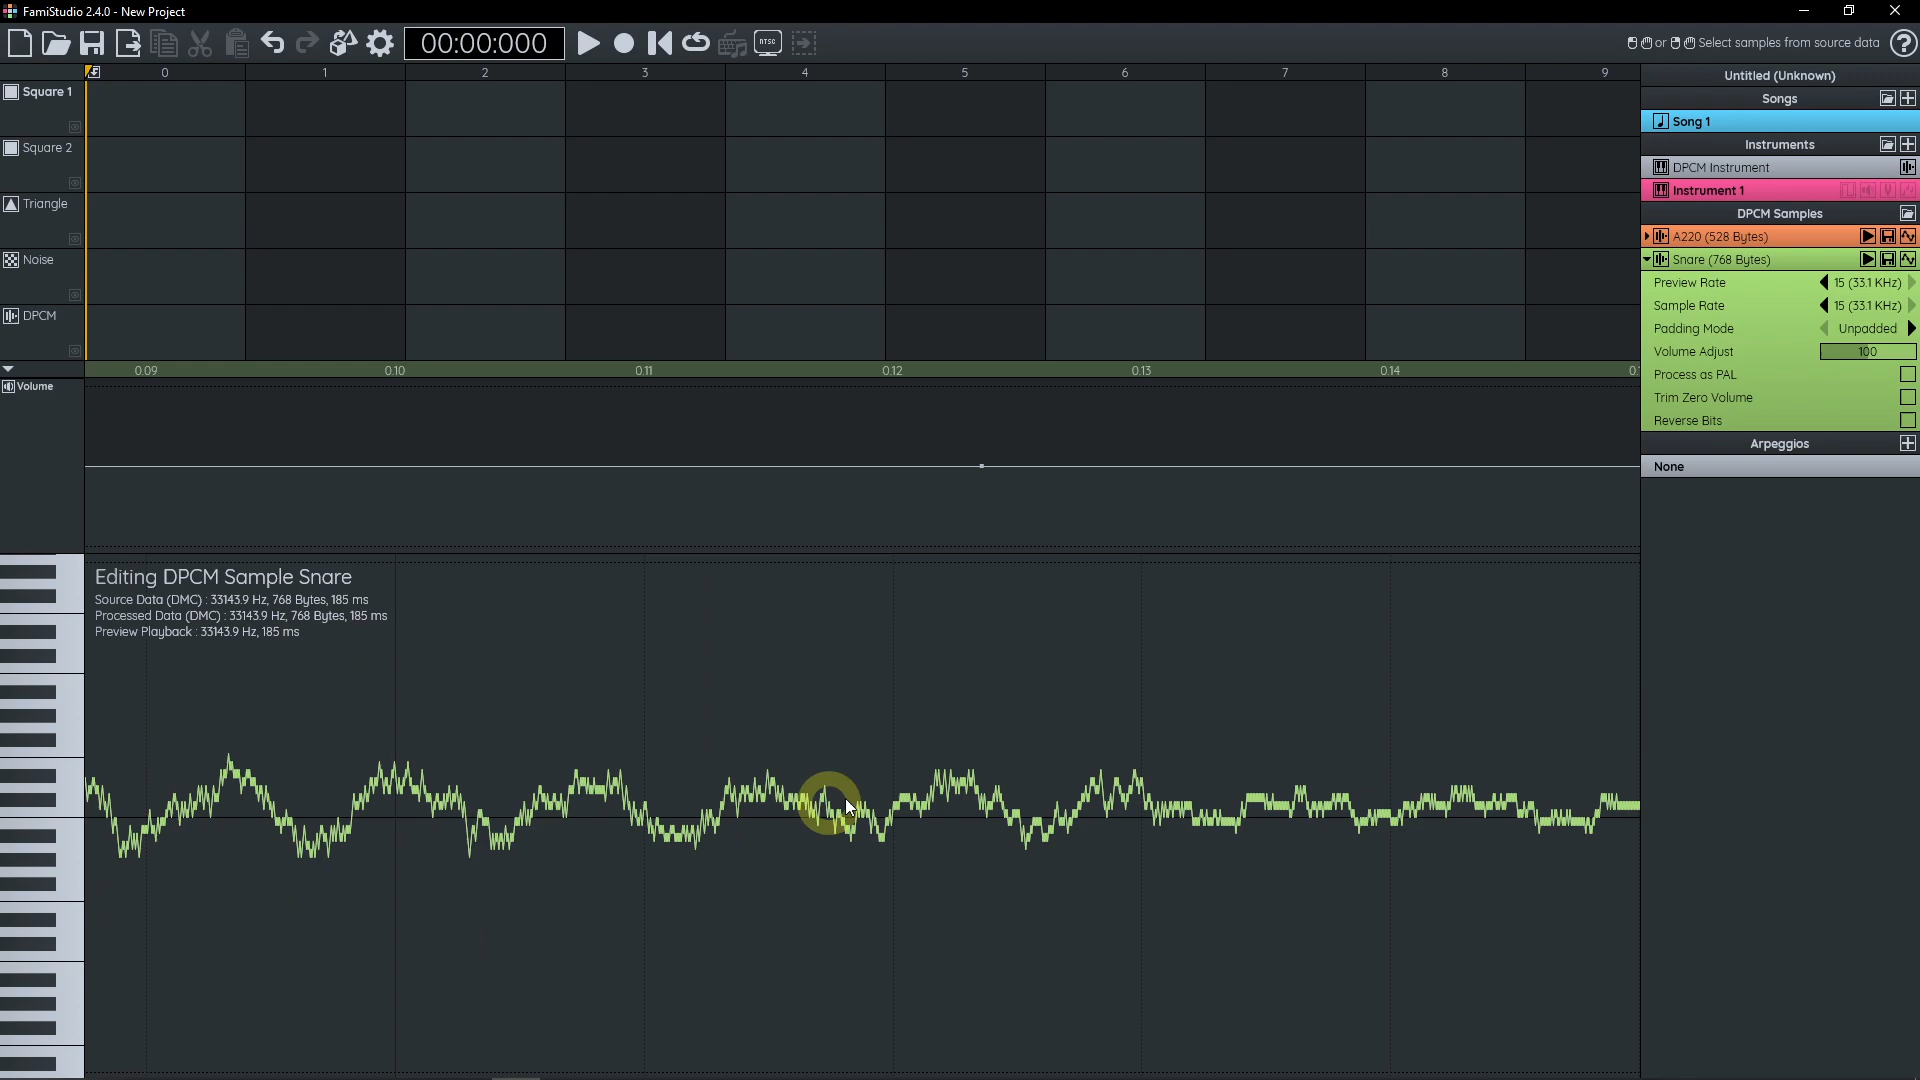 FamiStudio 2.4.0 - New Project
00:00:000
NTSC
or Select samples from source data
?
0 1 2 3 4 5 6 7 8 9
Square 1
Square 2
Triangle
Noise
DPCM
0.09 0.10 0.11 0.12 0.13 0.14
Volume
Editing DPCM Sample Snare
Source Data (DMC) : 33143.9 Hz, 768 Bytes, 185 ms
Processed Data (DMC) : 33143.9 Hz, 768 Bytes, 185 ms
Preview Playback : 33143.9 Hz, 185 ms
Untitled (Unknown)
Songs
Song 1
Instruments
DPCM Instrument
Instrument 1
DPCM Samples
A220 (528 Bytes)
Snare (768 Bytes)
Preview Rate 15 (33.1 KHz)
Sample Rate 15 (33.1 KHz)
Padding Mode Unpadded
Volume Adjust 100
Process as PAL
Trim Zero Volume
Reverse Bits
Arpeggios
None